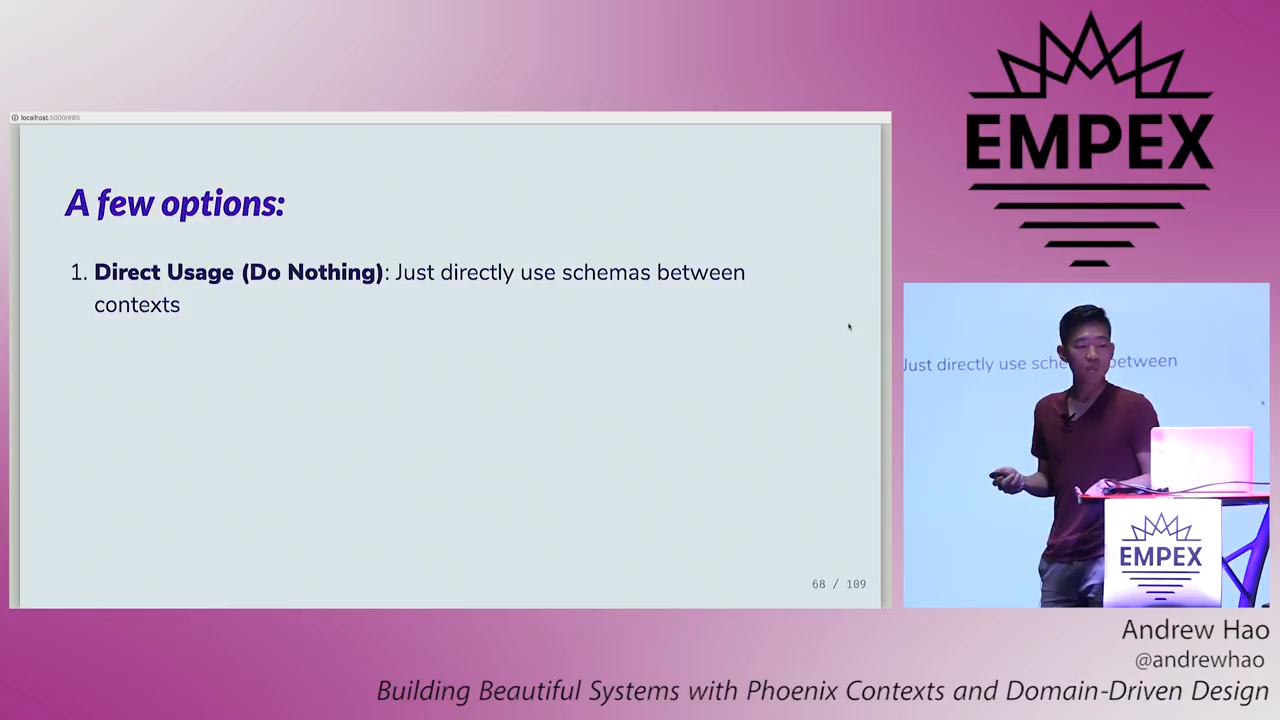 localhost:5000/#85
A few options:
1. Direct Usage (Do Nothing): Just directly use schemas between
contexts
68 / 109
EMPEX
Just directly use sche between
EMPEX
Andrew Hao
@andrewhao
Building Beautiful Systems with Phoenix Contexts and Domain-Driven Design